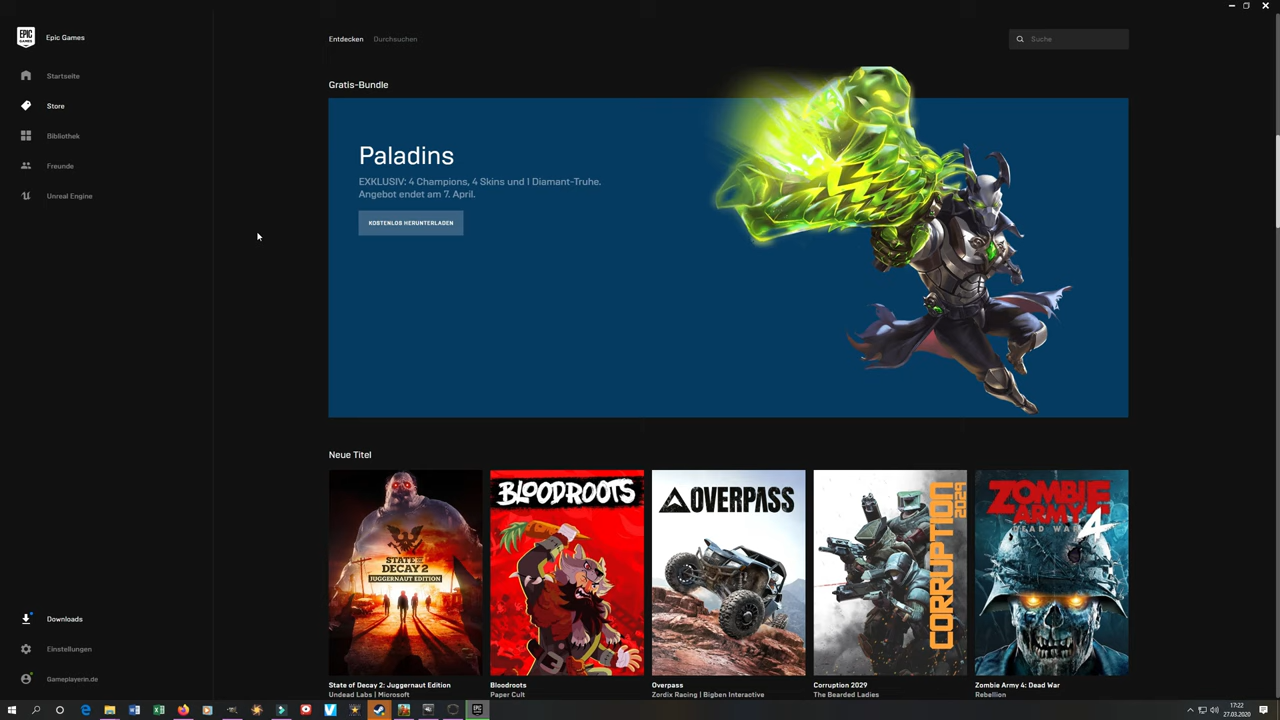 EPIC GAMES
Epic Games
Startseite
Store
Bibliothek
Freunde
Unreal Engine
Downloads
Einstellungen
Gameplayerin.de
Entdecken
Durchsuchen
Suche
Gratis-Bundle
Paladins
EXKLUSIV: 4 Champions, 4 Skins und 1 Diamant-Truhe.
Angebot endet am 7. April.
KOSTENLOS HERUNTERLADEN
Neue Titel
STATE OF
DECAY 2
JUGGERNAUT EDITION
State of Decay 2: Juggernaut Edition
Undead Labs | Microsoft
BLOODROOTS
Bloodroots
Paper Cult
OVERPASS
Overpass
Zordix Racing | Bigben Interactive
CORRUPTION 2029
Corruption 2029
The Bearded Ladies
ZOMBIE
ARMY 4
DEAD WAR
Zombie Army 4: Dead War
Rebellion
17:22
27.03.2020